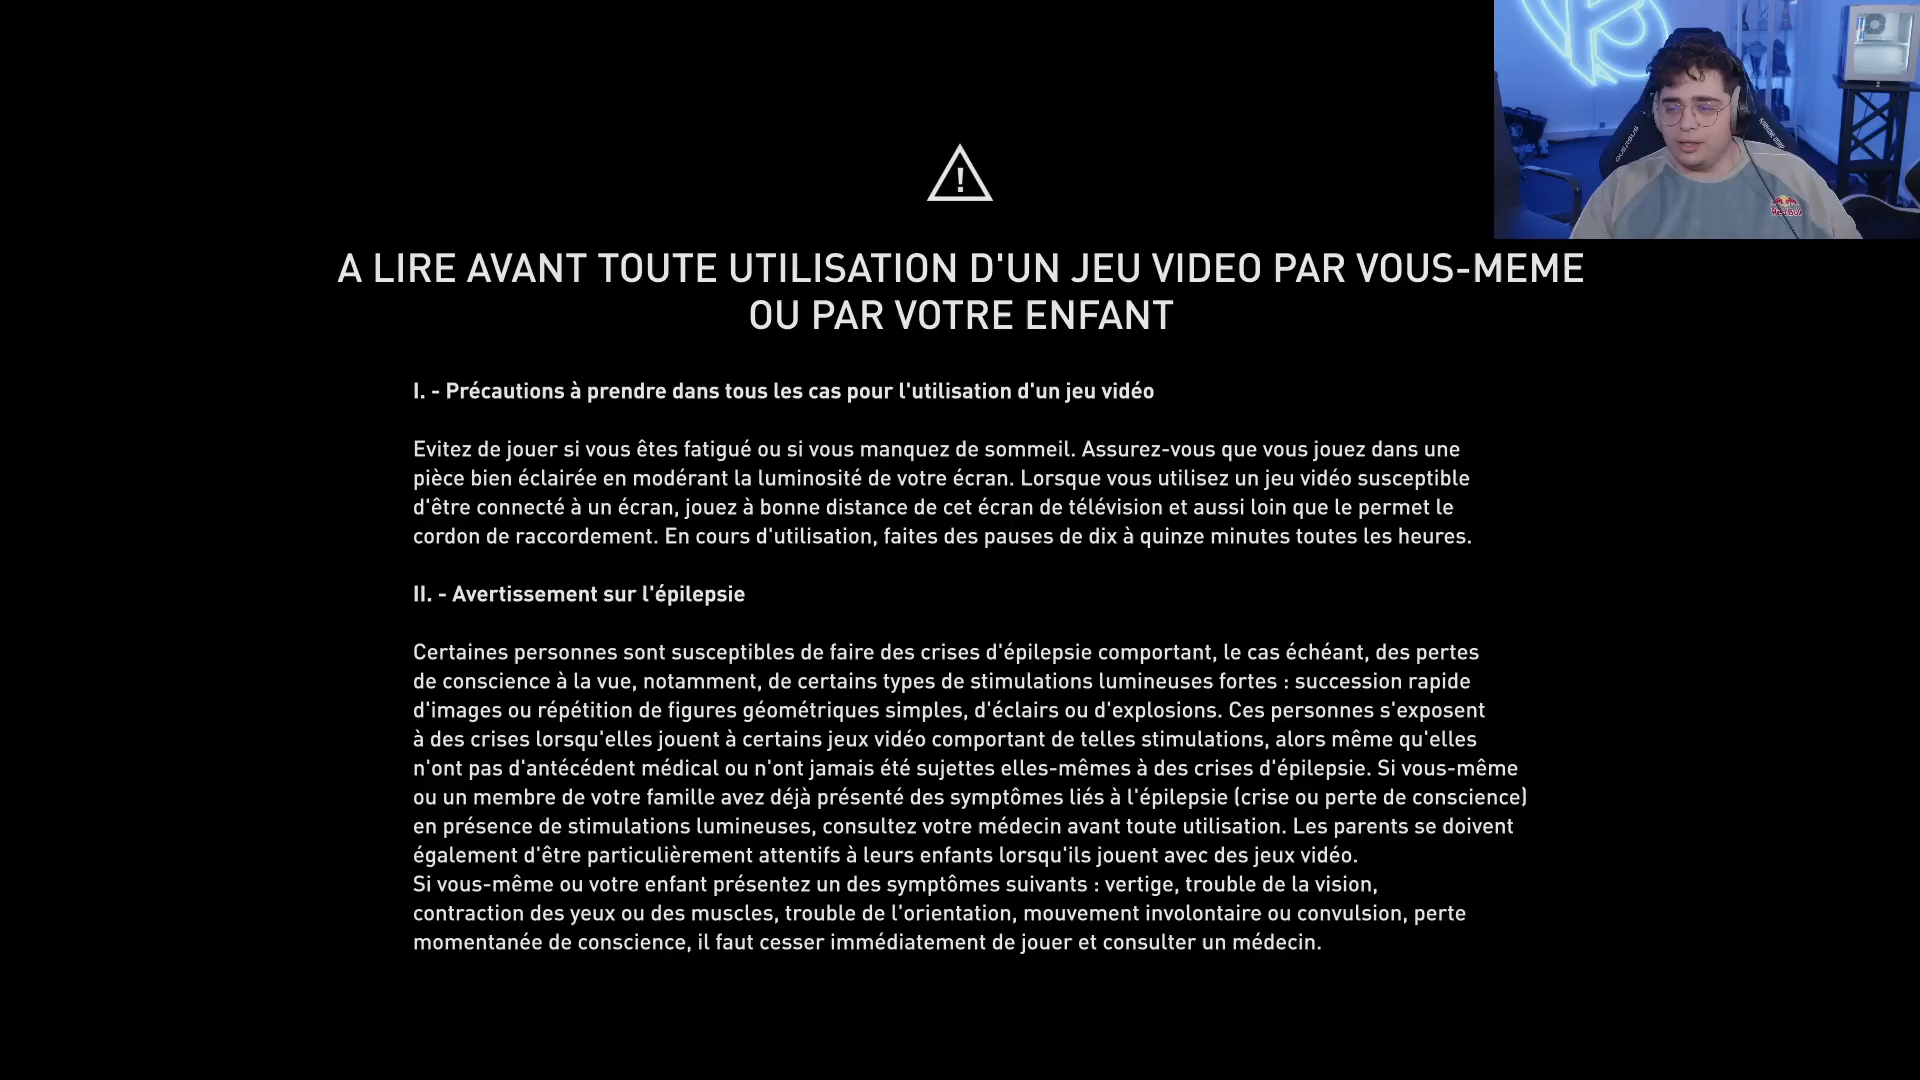 !
A LIRE AVANT TOUTE UTILISATION D'UN JEU VIDEO PAR VOUS-MEME
OU PAR VOTRE ENFANT
I. - Précautions à prendre dans tous les cas pour l'utilisation d'un jeu vidéo
Evitez de jouer si vous êtes fatigué ou si vous manquez de sommeil. Assurez-vous que vous jouez dans une
pièce bien éclairée en modérant la luminosité de votre écran. Lorsque vous utilisez un jeu vidéo susceptible
d'être connecté à un écran, jouez à bonne distance de cet écran de télévision et aussi loin que le permet le
cordon de raccordement. En cours d'utilisation, faites des pauses de dix à quinze minutes toutes les heures.
II. - Avertissement sur l'épilepsie
Certaines personnes sont susceptibles de faire des crises d'épilepsie comportant, le cas échéant, des pertes
de conscience à la vue, notamment, de certains types de stimulations lumineuses fortes : succession rapide
d'images ou répétition de figures géométriques simples, d'éclairs ou d'explosions. Ces personnes s'exposent
à des crises lorsqu'elles jouent à certains jeux vidéo comportant de telles stimulations, alors même qu'elles
n'ont pas d'antécédent médical ou n'ont jamais été sujettes elles-mêmes à des crises d'épilepsie. Si vous-même
ou un membre de votre famille avez déjà présenté des symptômes liés à l'épilepsie (crise ou perte de conscience)
en présence de stimulations lumineuses, consultez votre médecin avant toute utilisation. Les parents se doivent
également d'être particulièrement attentifs à leurs enfants lorsqu'ils jouent avec des jeux vidéo.
Si vous-même ou votre enfant présentez un des symptômes suivants : vertige, trouble de la vision,
contraction des yeux ou des muscles, trouble de l'orientation, mouvement involontaire ou convulsion, perte
momentanée de conscience, il faut cesser immédiatement de jouer et consulter un médecin.
QUERSUS
Red Bull